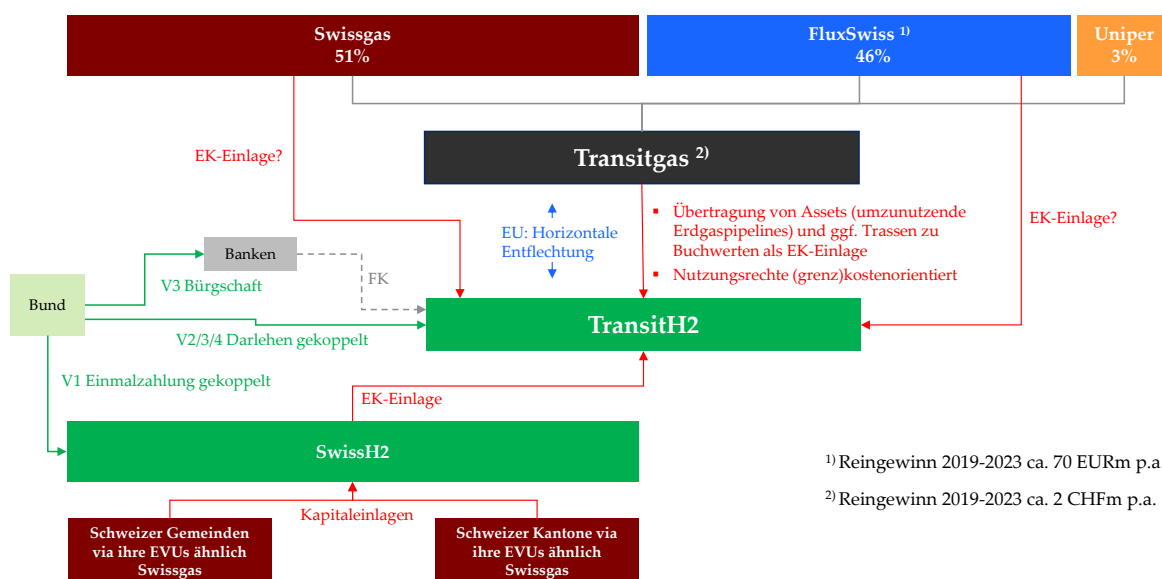 Swissgas
51%
FluxSwiss 1)
46%
Uniper
3%
Transitgas 2)
EK-Einlage?
EU: Horizontale
Entflechtung
▪ Übertragung von Assets (umzunutzende
Erdgaspipelines) und ggf. Trassen zu
Buchwerten als EK-Einlage
▪ Nutzungsrechte (grenz)kostenorientiert
EK-Einlage?
Banken
FK
V3 Bürgschaft
Bund
TransitH2
V2/3/4 Darlehen gekoppelt
V1 Einmalzahlung gekoppelt
EK-Einlage
SwissH2
1) Reingewinn 2019-2023 ca. 70 EURm p.a
2) Reingewinn 2019-2023 ca. 2 CHFm p.a.
Kapitaleinlagen
Schweizer Gemeinden
via ihre EVUs ähnlich
Swissgas
Schweizer Kantone via
ihre EVUs ähnlich
Swissgas